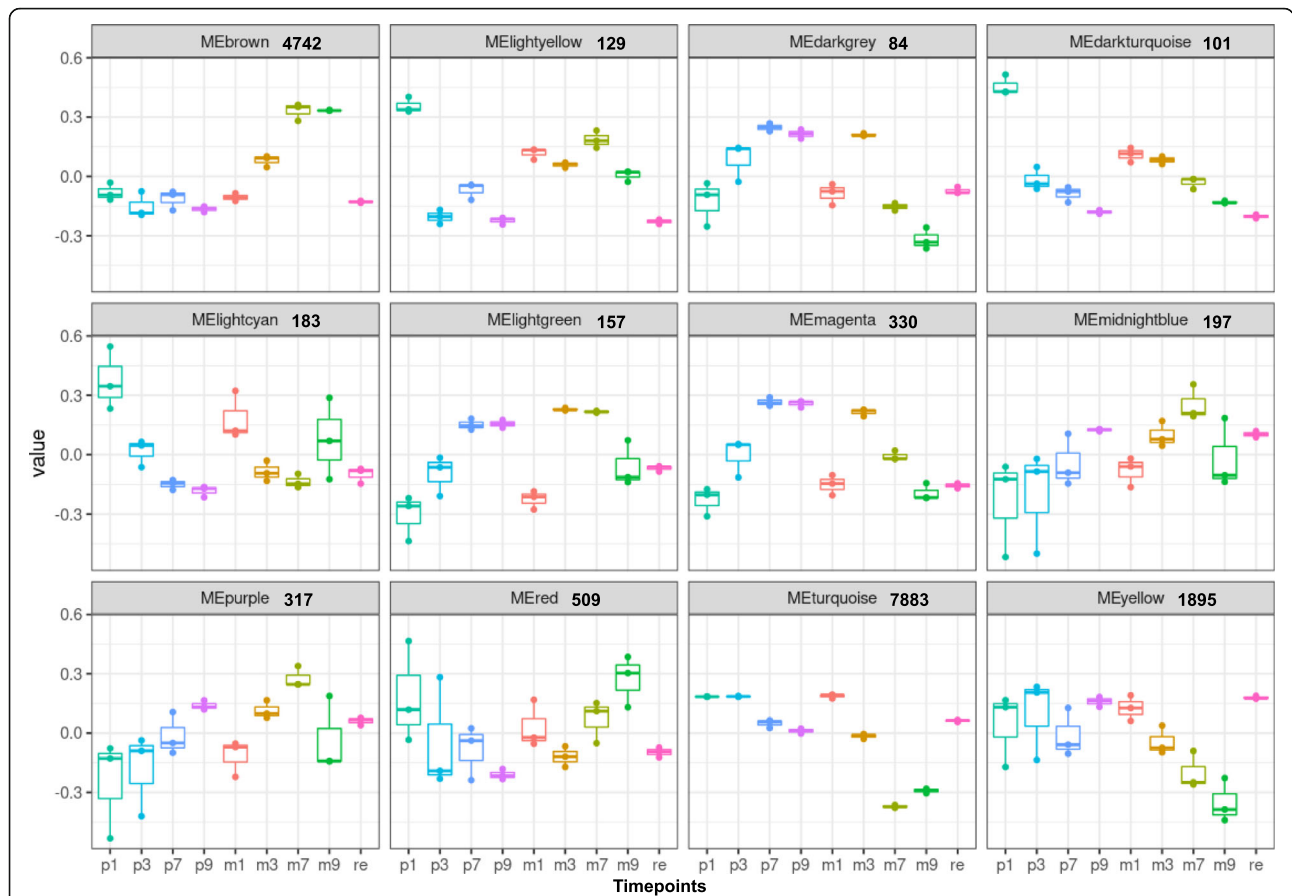 MEbrown 4742 MElightyellow 129 MEdarkgrey 84 MEdarkturquoise 101
0.6
0.3
0.0
-0.3
MElightcyan 183 MElightgreen 157 MEmagenta 330 MEmidnightblue 197
0.6
0.3
0.0
-0.3
value
MEpurple 317 MEred 509 MEturquoise 7883 MEyellow 1895
0.6
0.3
0.0
-0.3
p1 p3 p7 p9 m1 m3 m7 m9 re p1 p3 p7 p9 m1 m3 m7 m9 re p1 p3 p7 p9 m1 m3 m7 m9 re p1 p3 p7 p9 m1 m3 m7 m9 re
Timepoints